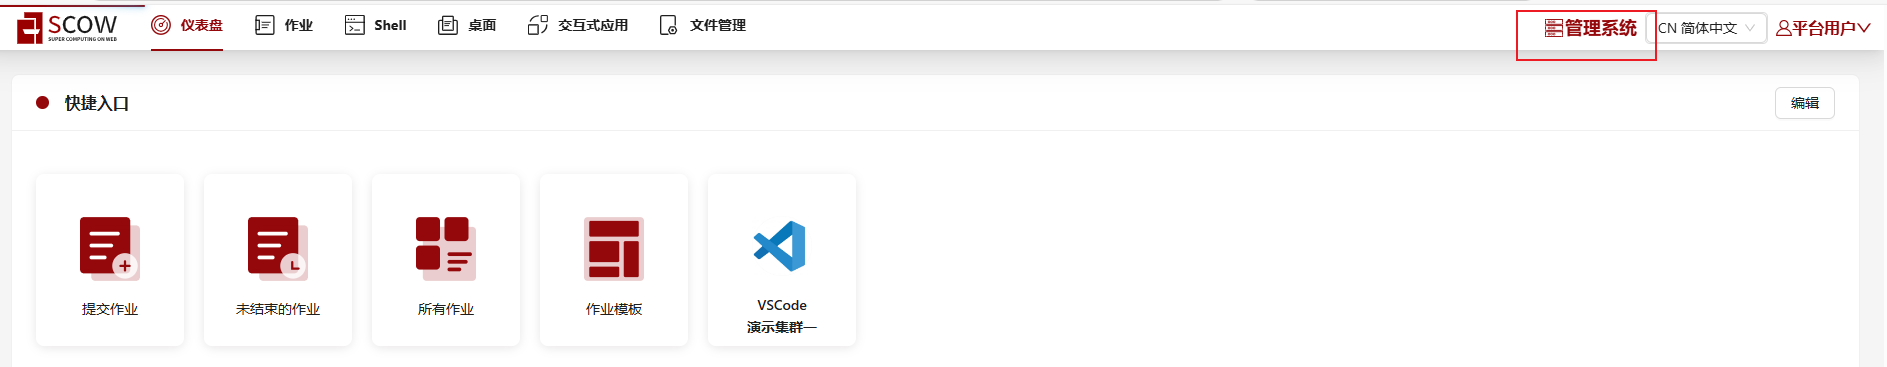 SCOW
SUPER COMPUTING ON WEB
仪表盘
作业
Shell
桌面
交互式应用
文件管理
管理系统
CN 简体中文
平台用户
快捷入口
编辑
提交作业
未结束的作业
所有作业
作业模板
VSCode
演示集群一